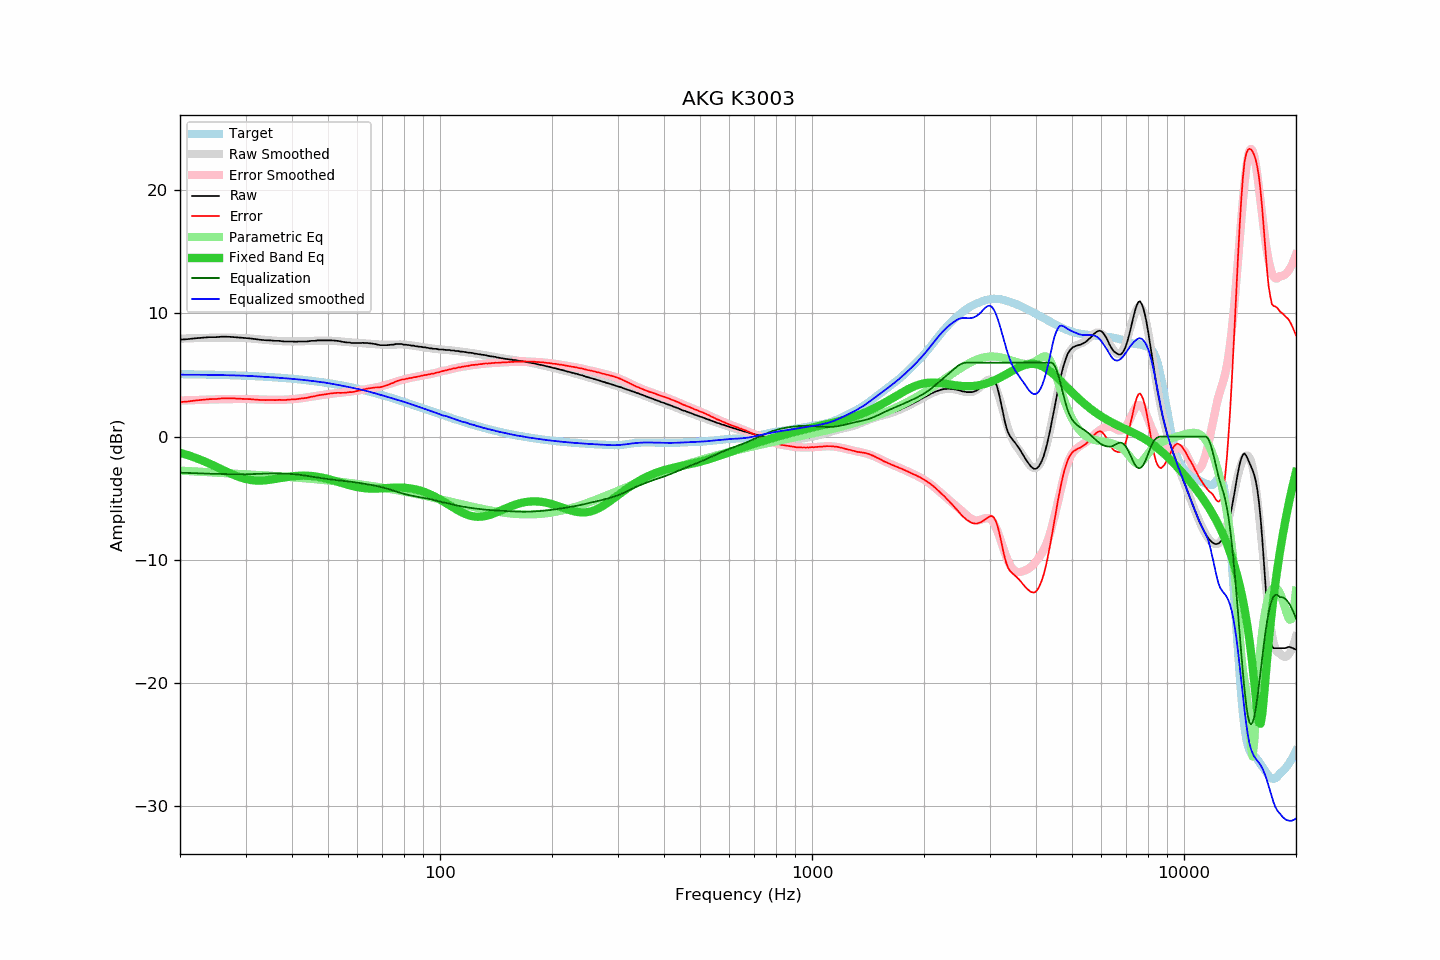 AKG K3003
Target
Raw Smoothed
Error Smoothed
Raw
Error
Parametric Eq
Fixed Band Eq
Equalization
Equalized smoothed
Amplitude (dBr)
20
10
0
−10
−20
−30
100
1000
10000
Frequency (Hz)